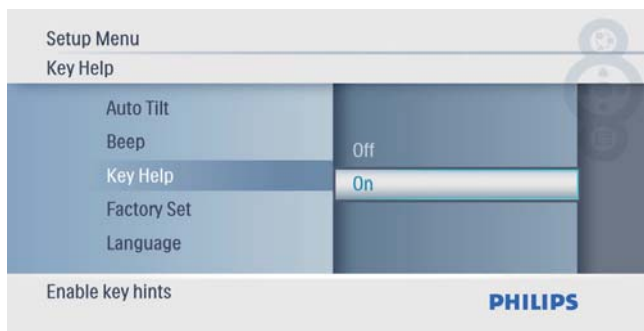 Setup Menu
Key Help
Auto Tilt
Beep
Key Help
Factory Set
Language
Off
On
Enable key hints
PHILIPS